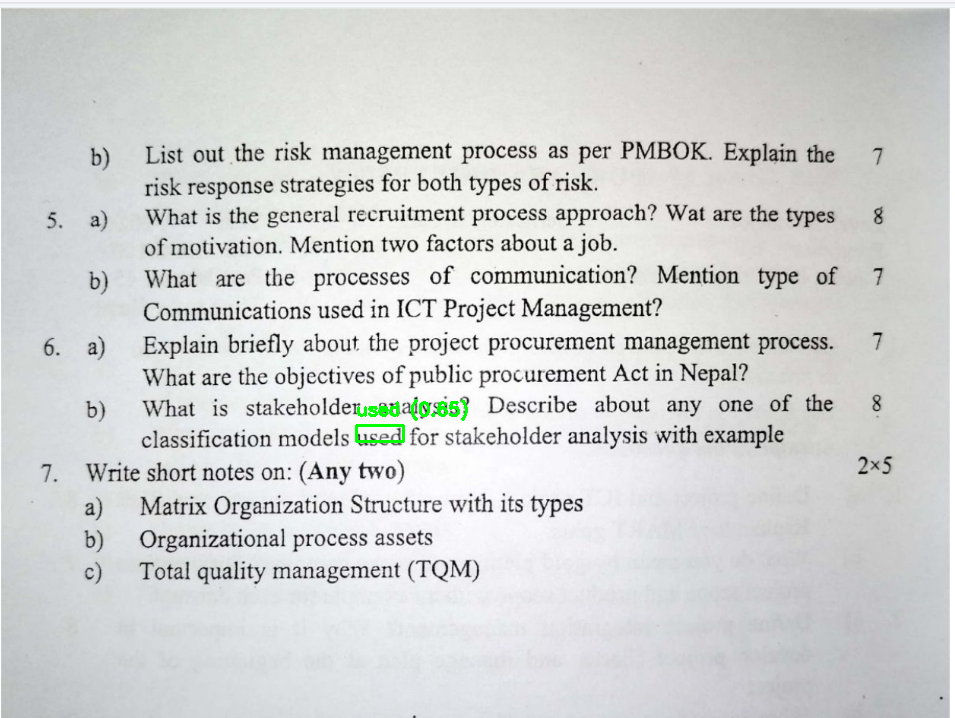 b) List out the risk management process as per PMBOK. Explain the 7
risk response strategies for both types of risk.
5. a) What is the general recruitment process approach? Wat are the types 8
of motivation. Mention two factors about a job.
b) What are the processes of communication? Mention type of 7
Communications used in ICT Project Management?
6. a) Explain briefly about the project procurement management process. 7
What are the objectives of public procurement Act in Nepal?
b) What is stakeholder analysis? Describe about any one of the 8
used (0.65)
classification models used for stakeholder analysis with example
7. Write short notes on: (Any two) 2×5
a) Matrix Organization Structure with its types
b) Organizational process assets
c) Total quality management (TQM)